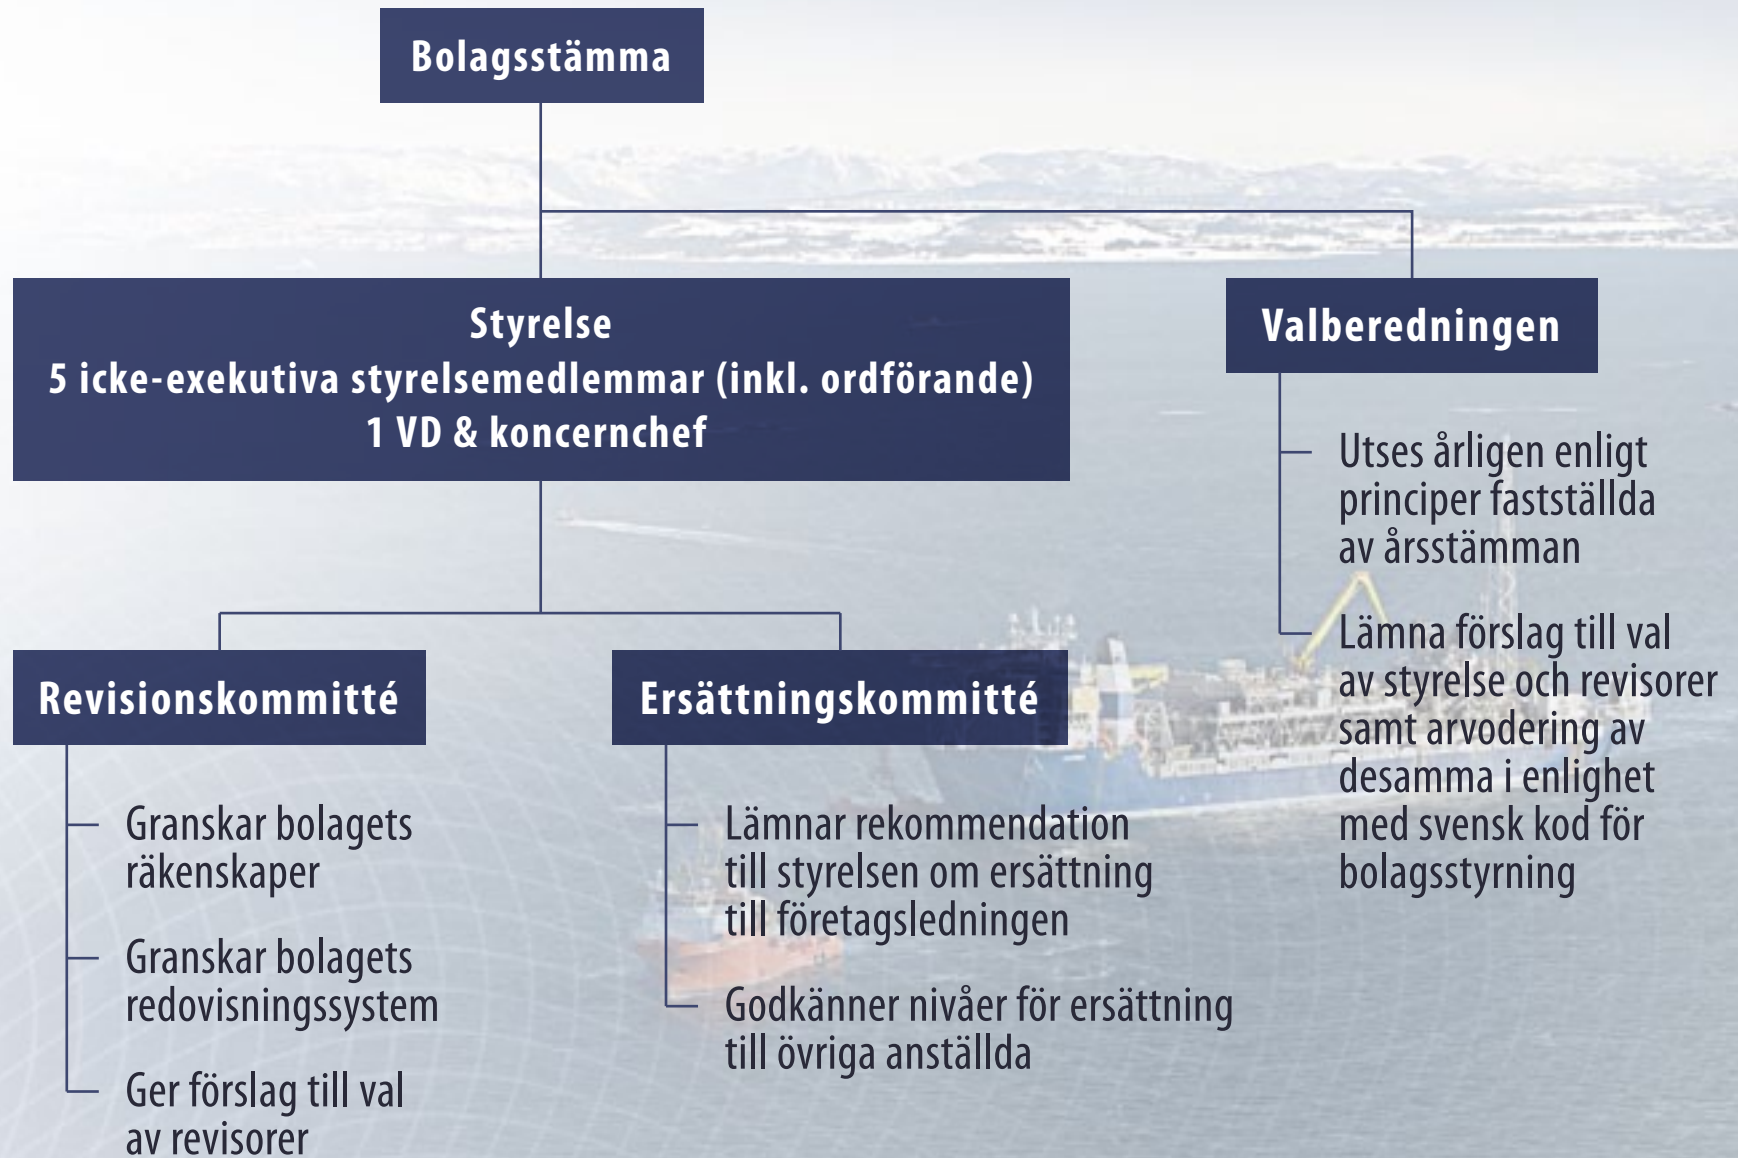 Bolagsstämma
Styrelse
5 icke-exekutiva styrelsemedlemmar (inkl. ordförande)
1 VD & koncernchef
Valberedningen
Utses årligen enligt
principer fastställda
av årsstämman
Lämna förslag till val
av styrelse och revisorer
samt arvodering av
desamma i enlighet
med svensk kod för
bolagsstyrning
Revisionskommitté
Granskar bolagets
räkenskaper
Granskar bolagets
redovisningssystem
Ger förslag till val
av revisorer
Ersättningskommitté
Lämnar rekommendation
till styrelsen om ersättning
till företagsledningen
Godkänner nivåer för ersättning
till övriga anställda